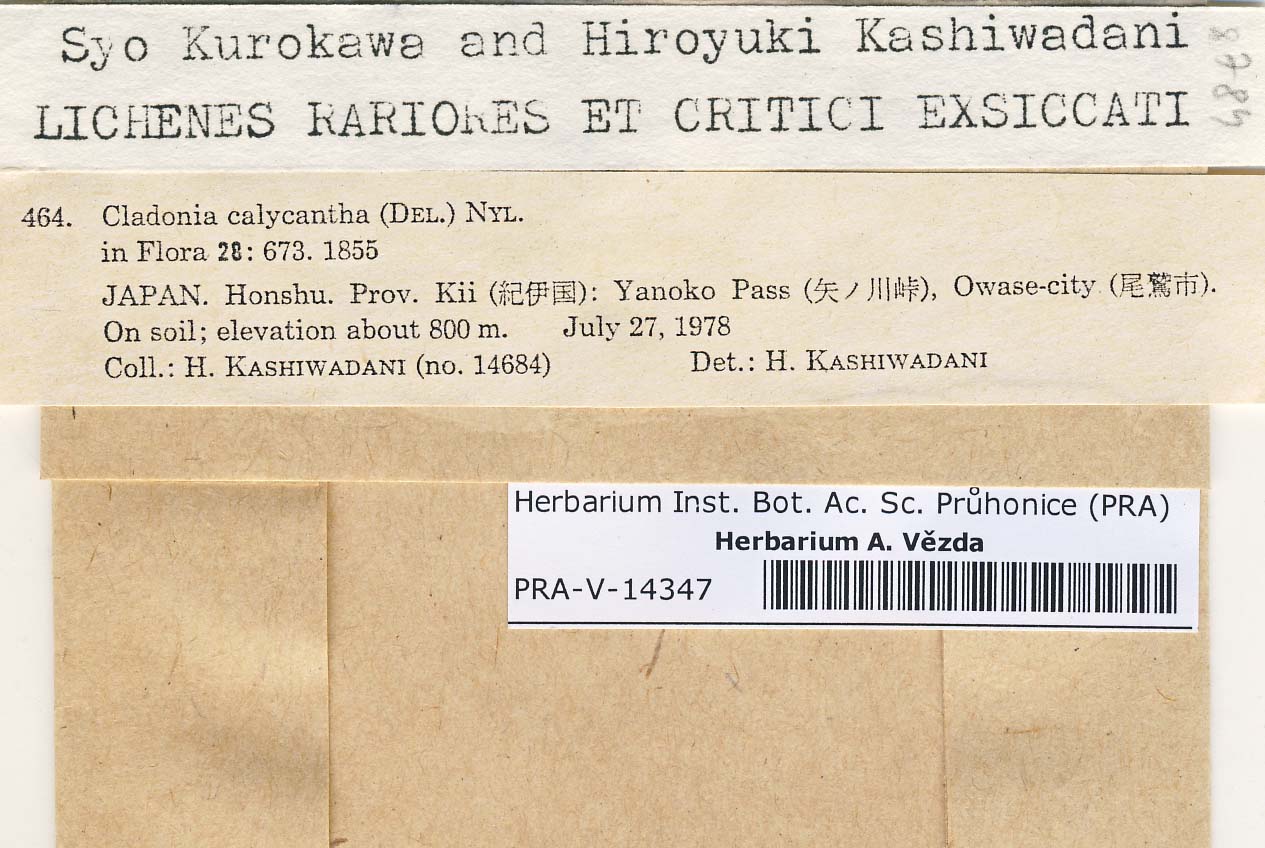 Syo Kurokawa and Hiroyuki Kashiwadani
LICHENES RARIORES ET CRITICI EXSICCATI
464. Cladonia calycantha (DEL.) NYL.
in Flora 28: 673. 1855
JAPAN. Honshu. Prov. Kii (紀伊国): Yanoko Pass (矢ノ川峠), Owase-city (尾鷲市).
On soil; elevation about 800 m. July 27, 1978
Coll.: H. KASHIWADANI (no. 14684) Det.: H. KASHIWADANI
Herbarium Inst. Bot. Ac. Sc. Průhonice (PRA)
Herbarium A. Vězda
PRA-V-14347